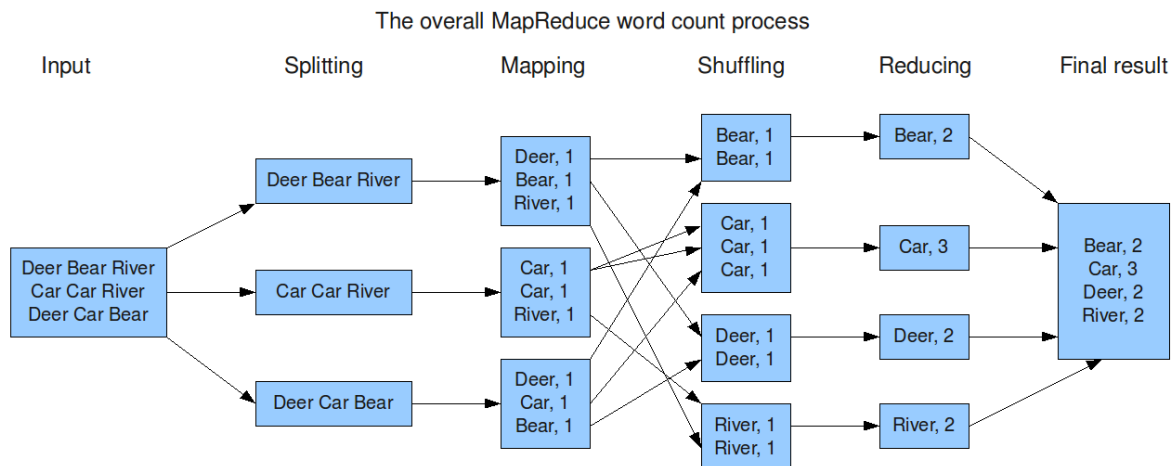 The overall MapReduce word count process
Input
Splitting
Mapping
Shuffling
Reducing
Final result
Deer Bear River
Car Car River
Deer Car Bear
Deer Bear River
Car Car River
Deer Car Bear
Deer, 1
Bear, 1
River, 1
Car, 1
Car, 1
River, 1
Deer, 1
Car, 1
Bear, 1
Bear, 1
Bear, 1
Car, 1
Car, 1
Car, 1
Deer, 1
Deer, 1
River, 1
River, 1
Bear, 2
Car, 3
Deer, 2
River, 2
Bear, 2
Car, 3
Deer, 2
River, 2